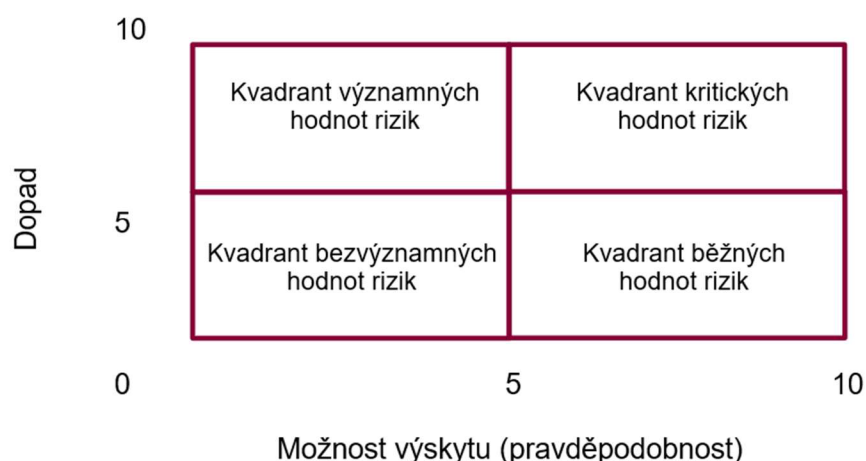 10
Kvadrant významných
hodnot rizik
Kvadrant kritických
hodnot rizik
Dopad
5
Kvadrant bezvýznamných
hodnot rizik
Kvadrant běžných
hodnot rizik
0
5
10
Možnost výskytu (pravděpodobnost)